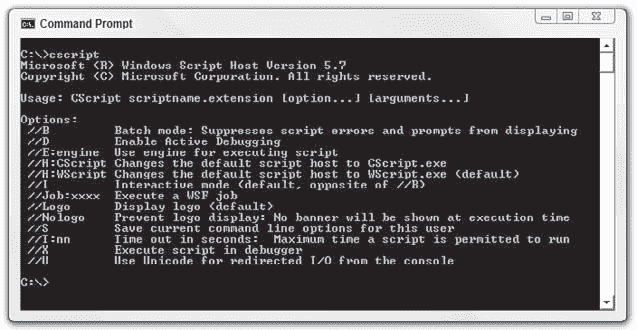 Command Prompt
C:\>cscript
Microsoft (R) Windows Script Host Version 5.7
Copyright (C) Microsoft Corporation. All rights reserved.
Usage: CScript scriptname.extension [option...] [arguments...]
Options:
//B Batch mode: Suppresses script errors and prompts from displaying
//D Enable Active Debugging
//E:engine Use engine for executing script
//H:CScript Changes the default script host to CScript.exe
//H:WScript Changes the default script host to WScript.exe (default)
//I Interactive mode (default, opposite of //B)
//Job:xxxx Execute a WSF job
//Logo Display logo (default)
//Nologo Prevent logo display: No banner will be shown at execution time
//S Save current command line options for this user
//T:nn Time out in seconds: Maximum time a script is permitted to run
//X Execute script in debugger
//U Use Unicode for redirected I/O from the console
C:\>